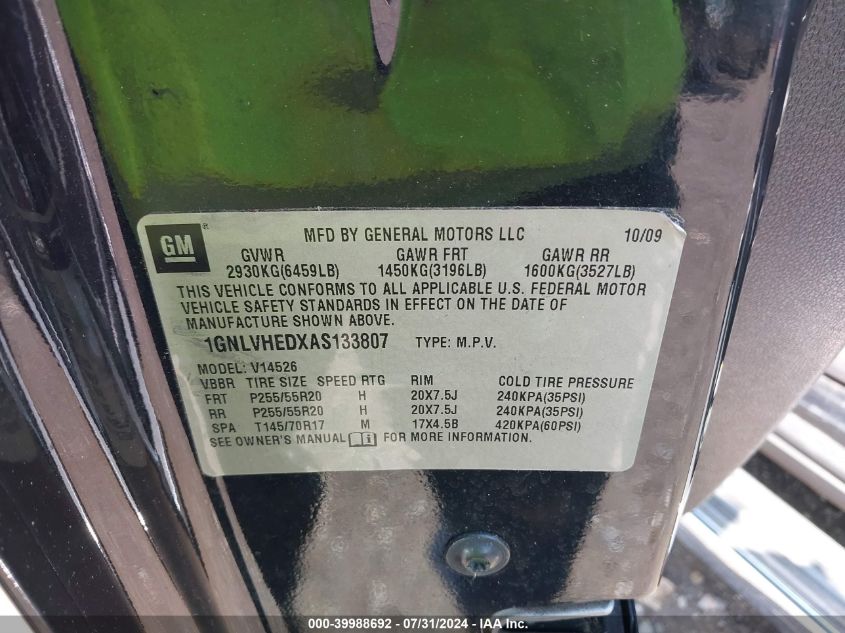 GM ® MFD BY GENERAL MOTORS LLC 10/09
GVWR GAWR FRT GAWR RR
2930KG(6459LB) 1450KG(3196LB) 1600KG(3527LB)
THIS VEHICLE CONFORMS TO ALL APPLICABLE U.S. FEDERAL MOTOR
VEHICLE SAFETY STANDARDS IN EFFECT ON THE DATE OF
MANUFACTURE SHOWN ABOVE.
1GNLVHEDXAS133807 TYPE: M.P.V.
MODEL: V14526
VBBR TIRE SIZE SPEED RTG RIM COLD TIRE PRESSURE
FRT P255/55R20 H 20X7.5J 240KPA(35PSI)
RR P255/55R20 H 20X7.5J 240KPA(35PSI)
SPA T145/70R17 M 17X4.5B 420KPA(60PSI)
SEE OWNER'S MANUAL FOR MORE INFORMATION.
000-39988692 - 07/31/2024 - IAA Inc.